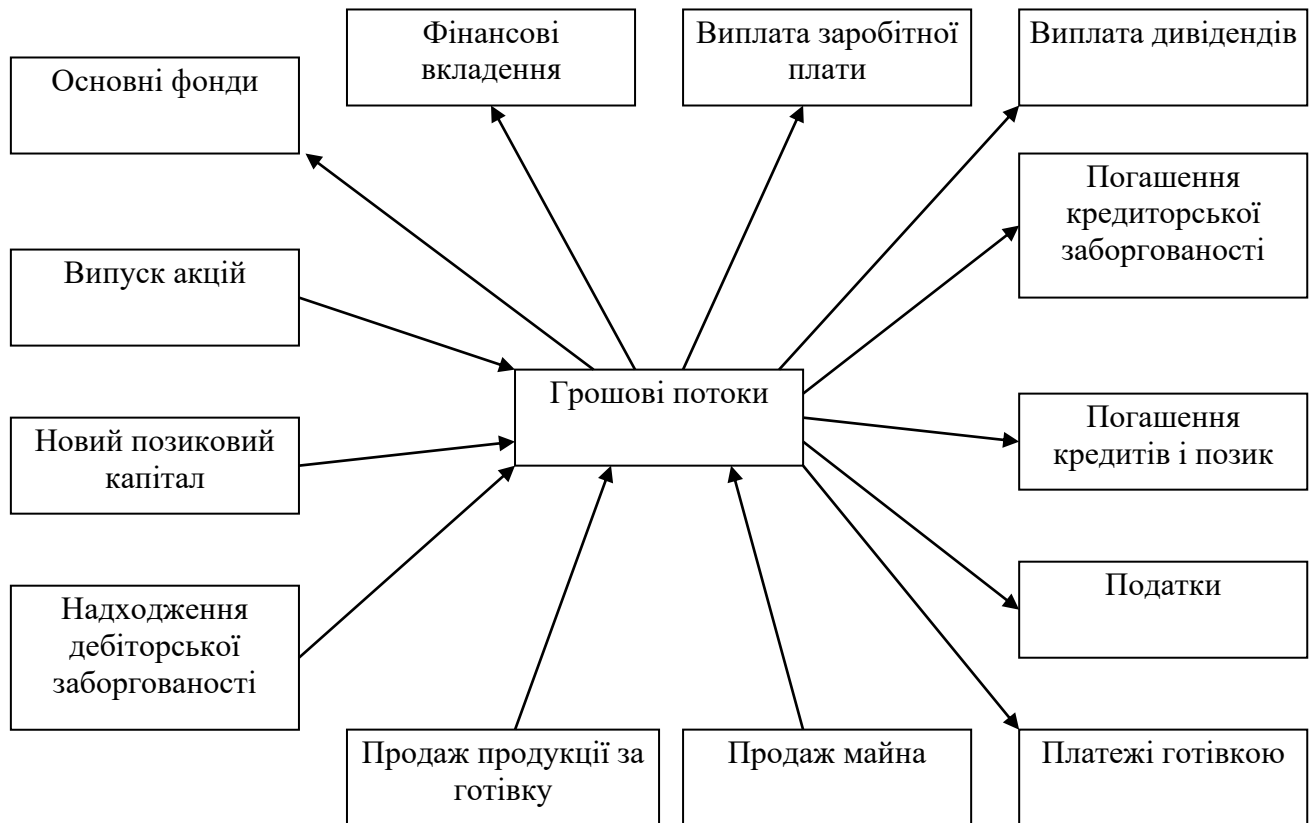 Фінансові
вкладення
Виплата заробітної
плати
Виплата дивідендів
Основні фонди
Погашення
кредиторської
заборгованості
Випуск акцій
Грошові потоки
Новий позиковий
капітал
Погашення
кредитів і позик
Надходження
дебіторської
заборгованості
Податки
Продаж продукції за
готівку
Продаж майна
Платежі готівкою